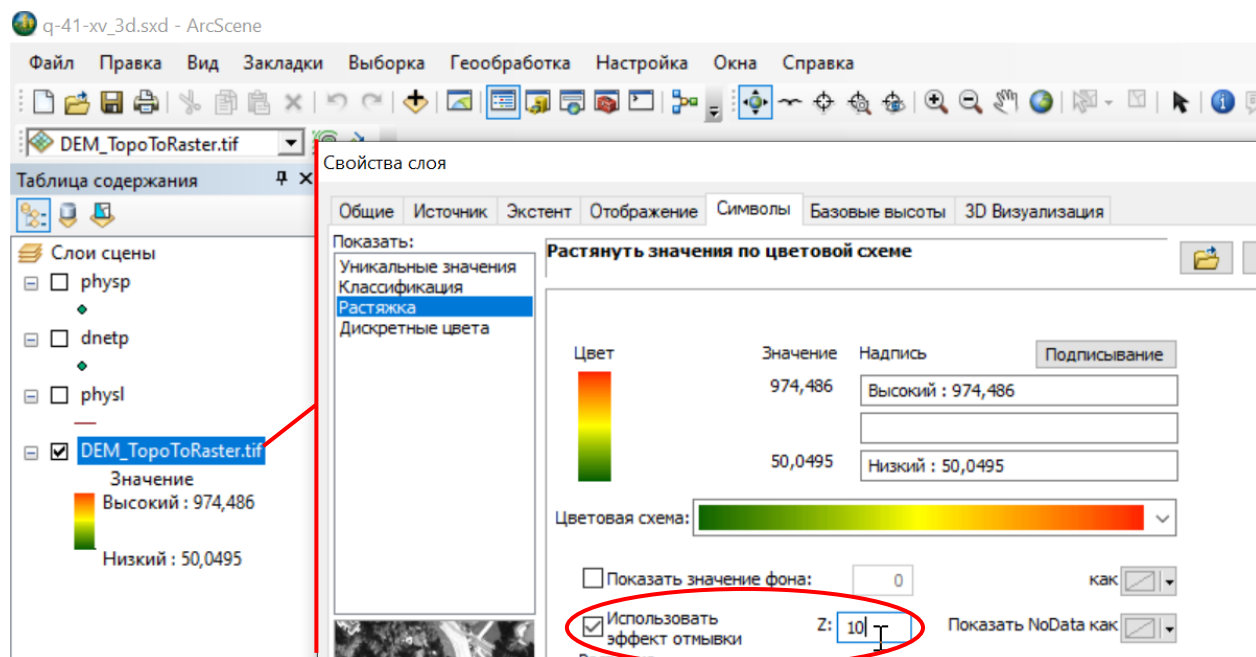 q-41-xv_3d.sxd - ArcScene
Файл Правка Вид Закладки Выборка Геообработка Настройка Окна Справка
DEM_TopoToRaster.tif
Таблица содержания
Слои сцены
physp
dnetp
physl
DEM_TopoToRaster.tif
Значение
Высокий : 974,486
Низкий : 50,0495
Свойства слоя
Общие Источник Экстент Отображение Символы Базовые высоты 3D Визуализация
Показать:
Уникальные значения
Классификация
Растяжка
Дискретные цвета
Растянуть значения по цветовой схеме
Цвет Значение Надпись Подписывание
974,486 Высокий : 974,486
50,0495 Низкий : 50,0495
Цветовая схема:
Показать значение фона: 0 как
Использовать
эффект отмывки Z: 10 Показать NoData как